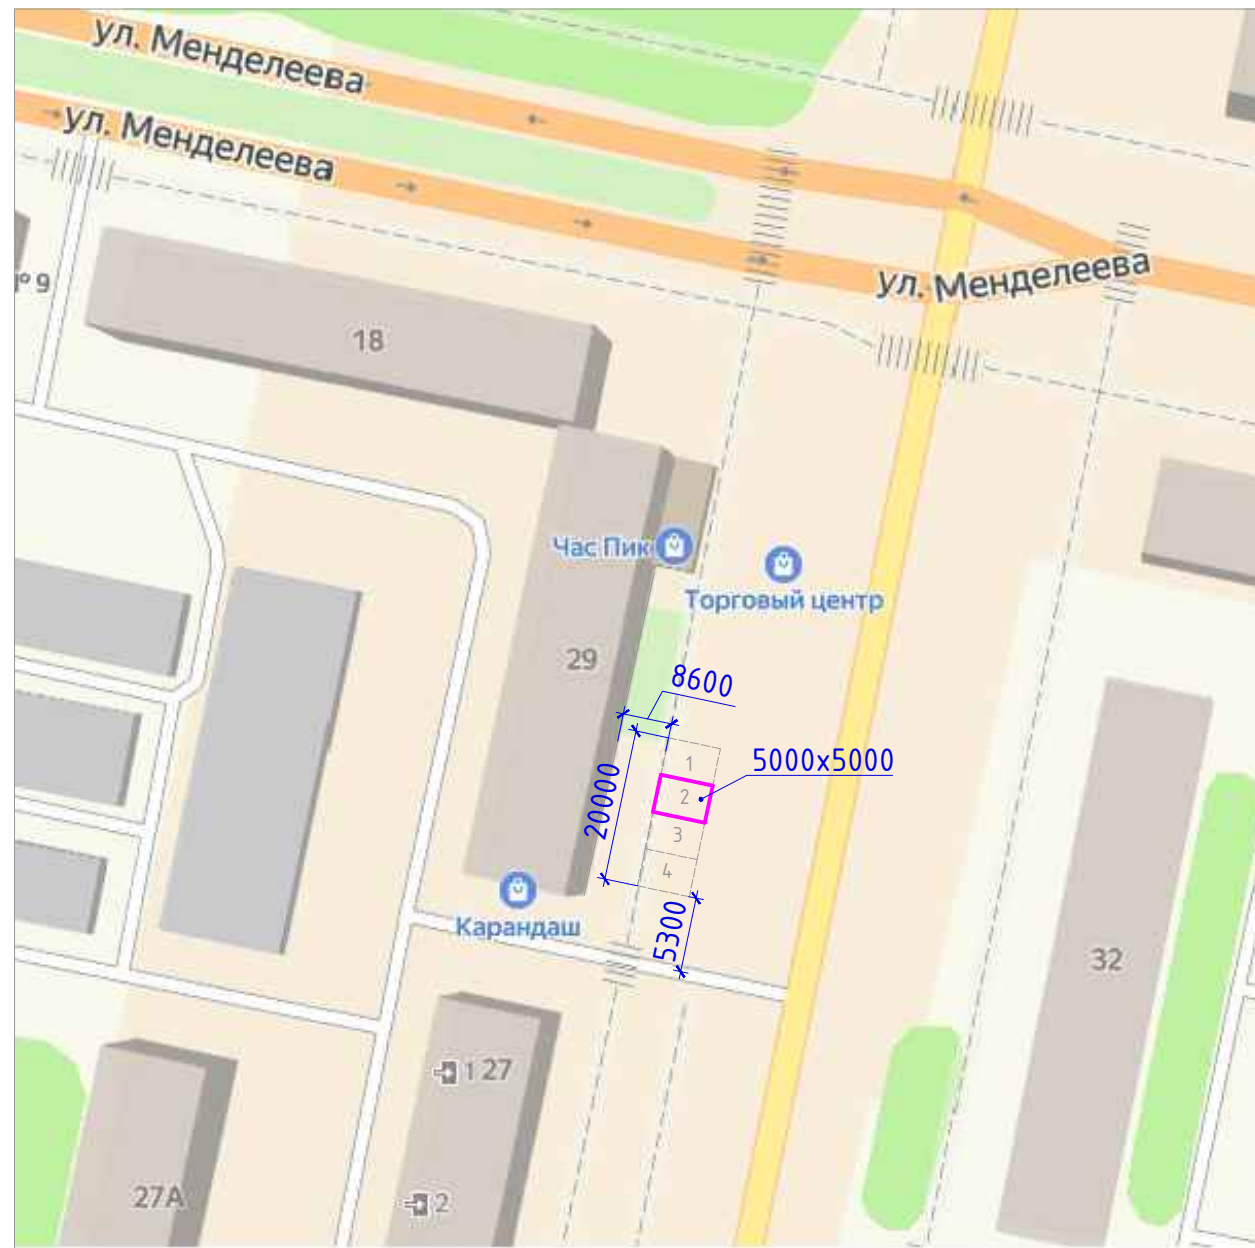 ул. Менделеева
ул. Менделеева
ул. Менделеева
№ 9
18
Час Пик
Торговый центр
29
8600
1
5000x5000
2
20000
3
4
Карандаш
5300
32
1 27
27А
2